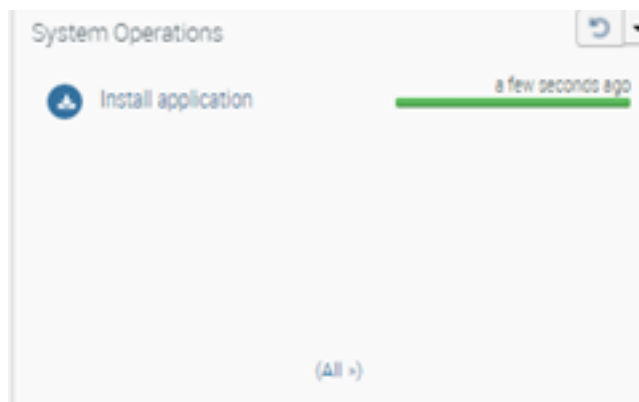 System Operations
a few seconds ago
Install application
(All »)